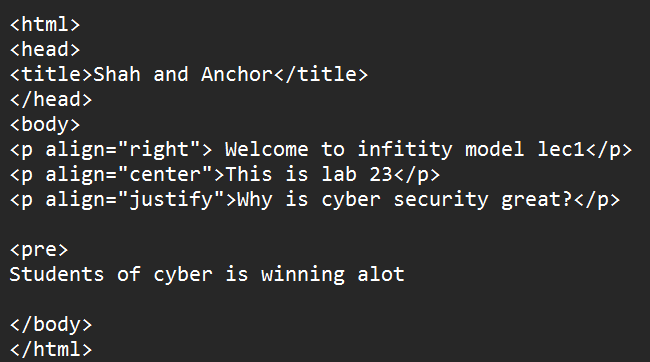 <html>
<head>
<title>Shah and Anchor</title>
</head>
<body>
<p align="right"> Welcome to infitity model lec1</p>
<p align="center">This is lab 23</p>
<p align="justify">Why is cyber security great?</p>
<pre>
Students of cyber is winning alot
</body>
</html>